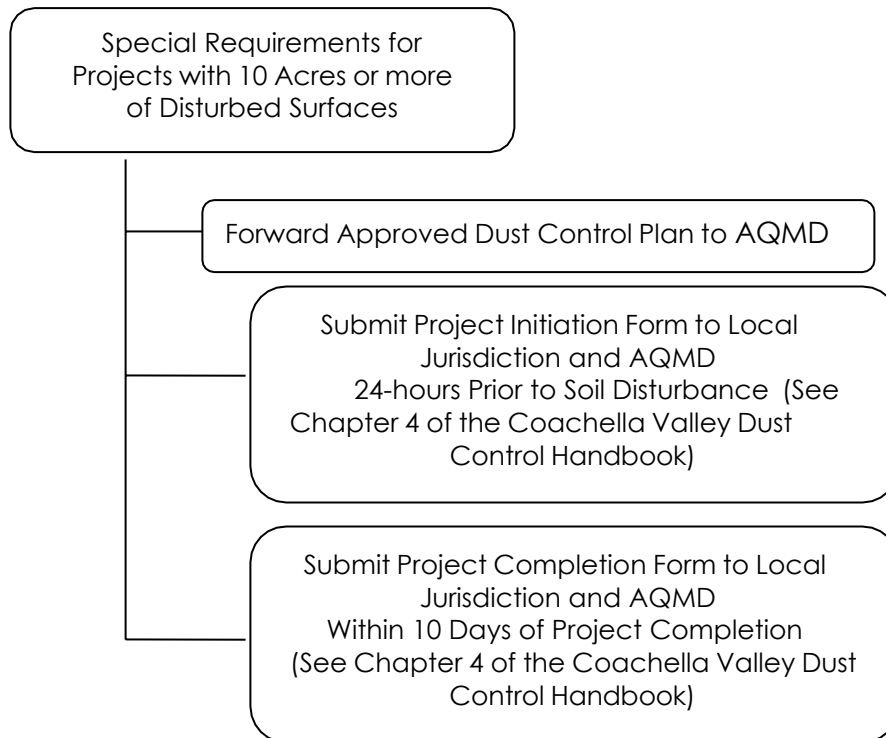 Special Requirements for
Projects with 10 Acres or more
of Disturbed Surfaces
Forward Approved Dust Control Plan to AQMD
Submit Project Initiation Form to Local
Jurisdiction and AQMD
24-hours Prior to Soil Disturbance (See
Chapter 4 of the Coachella Valley Dust
Control Handbook)
Submit Project Completion Form to Local
Jurisdiction and AQMD
Within 10 Days of Project Completion
(See Chapter 4 of the Coachella Valley Dust
Control Handbook)